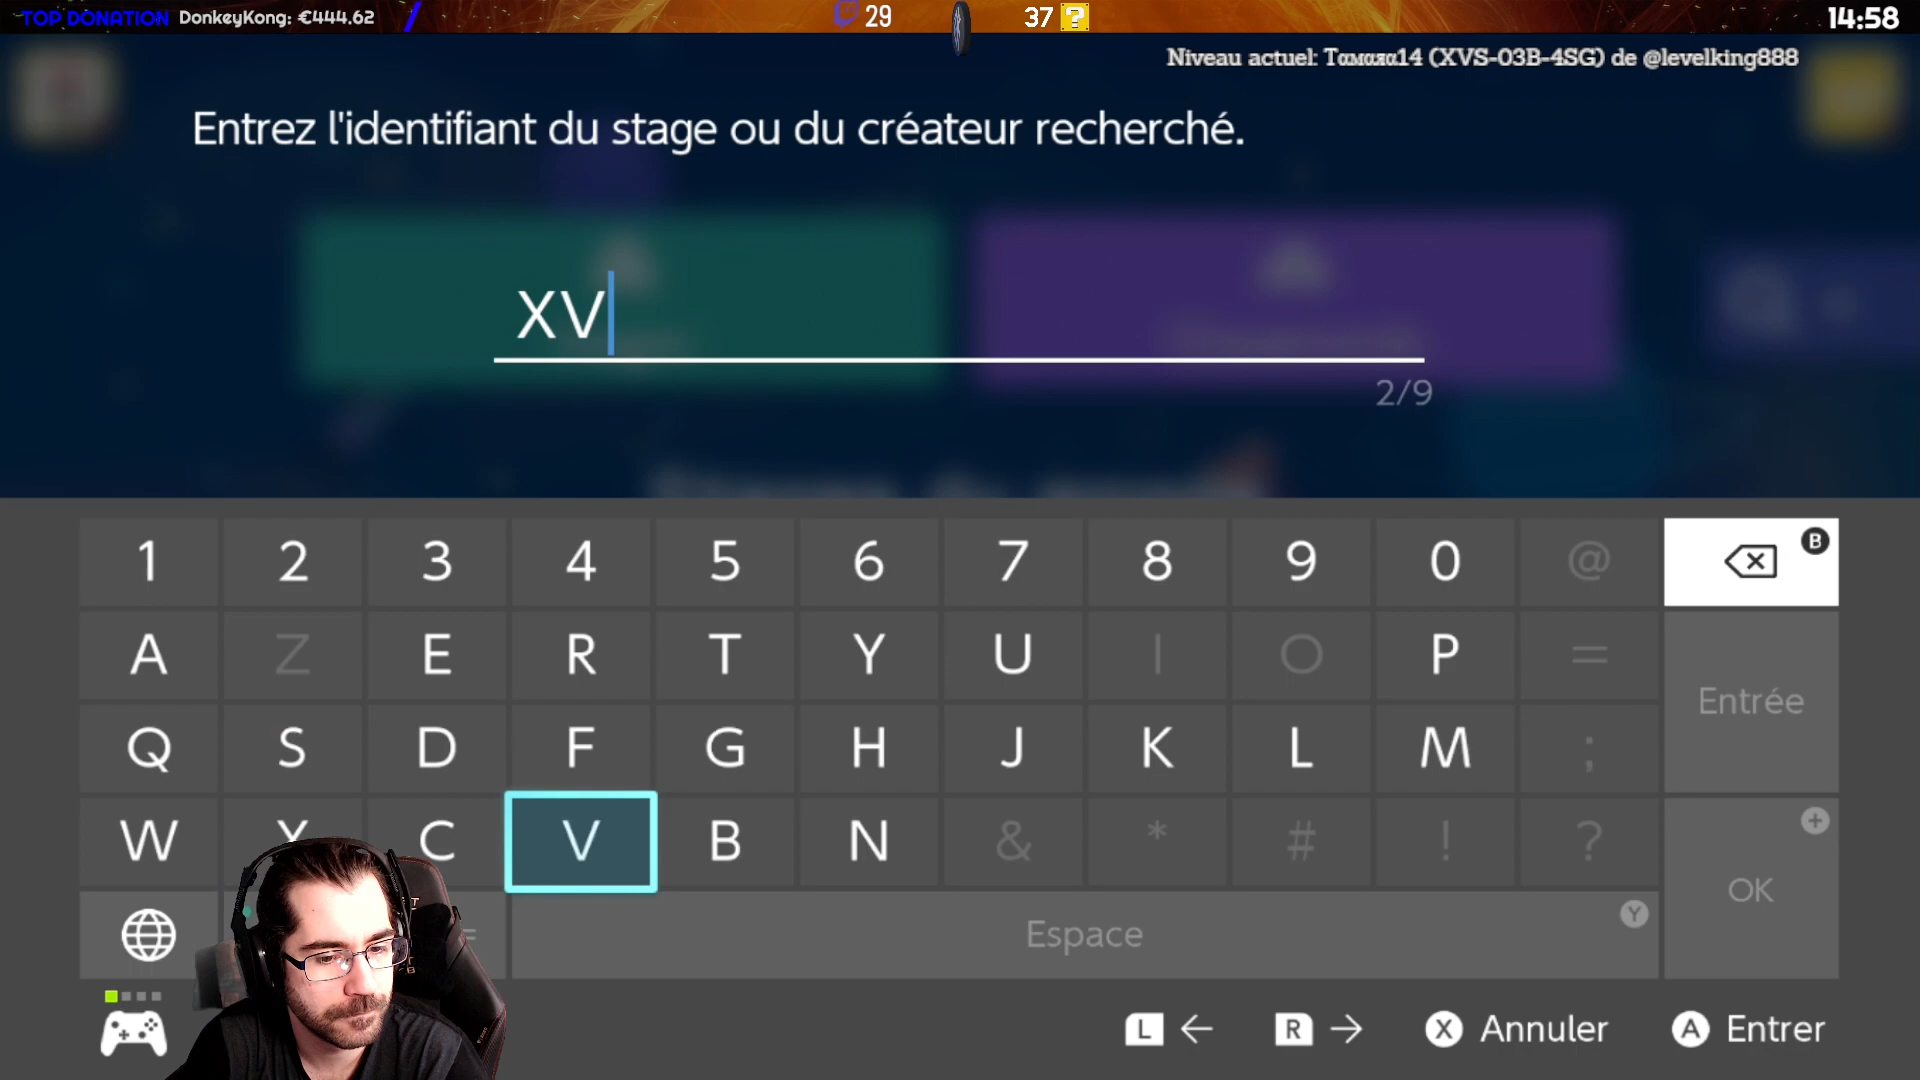 TOP DONATION DonkeyKong: €444.62 29 37 ? 14:58
Niveau actuel: Tαмαѕα14 (XVS-03B-4SG) de @levelking888
Entrez l'identifiant du stage ou du créateur recherché.
XV
2/9
1 2 3 4 5 6 7 8 9 0 @ B
A Z E R T Y U I O P = Entrée
Q S D F G H J K L M ;
W X C V B N & * # ! ? + OK
= Espace Y
L ← R → X Annuler A Entrer